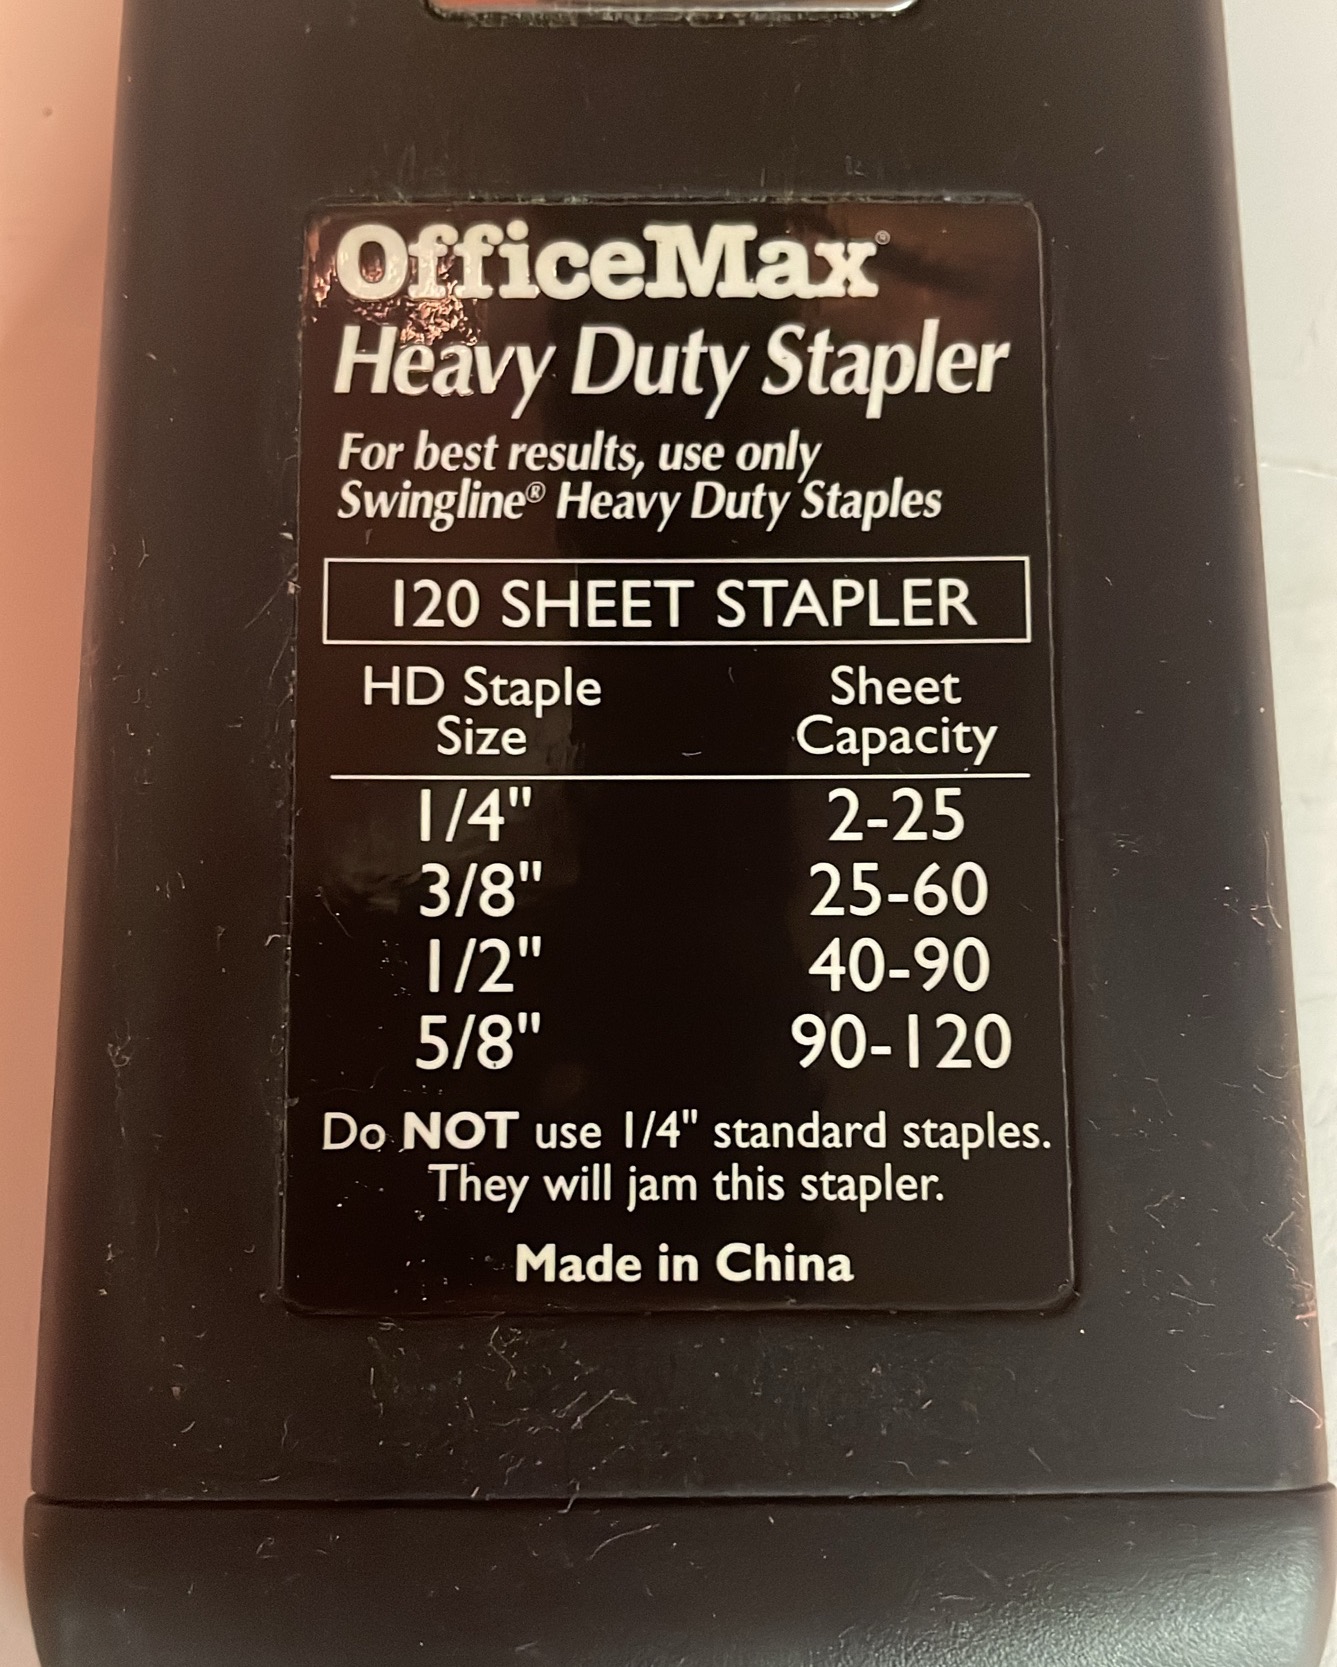 OfficeMax®
Heavy Duty Stapler
For best results, use only
Swingline® Heavy Duty Staples
120 SHEET STAPLER
HD Staple Size Sheet Capacity
1/4" 2-25
3/8" 25-60
1/2" 40-90
5/8" 90-120
Do NOT use 1/4" standard staples.
They will jam this stapler.
Made in China